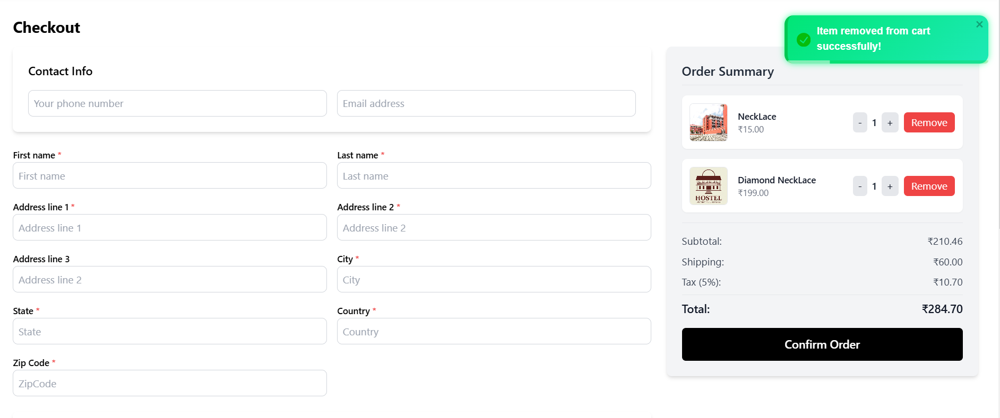 Checkout
Item removed from cart
successfully!
Contact Info
Your phone number
Email address
First name *
First name
Last name *
Last name
Address line 1 *
Address line 1
Address line 2 *
Address line 2
Address line 3
Address line 2
City *
City
State *
State
Country *
Country
Zip Code *
ZipCode
Order Summary
NeckLace
₹15.00
- 1 + Remove
HOSTEL
Diamond NeckLace
₹199.00
- 1 + Remove
Subtotal: ₹210.46
Shipping: ₹60.00
Tax (5%): ₹10.70
Total: ₹284.70
Confirm Order